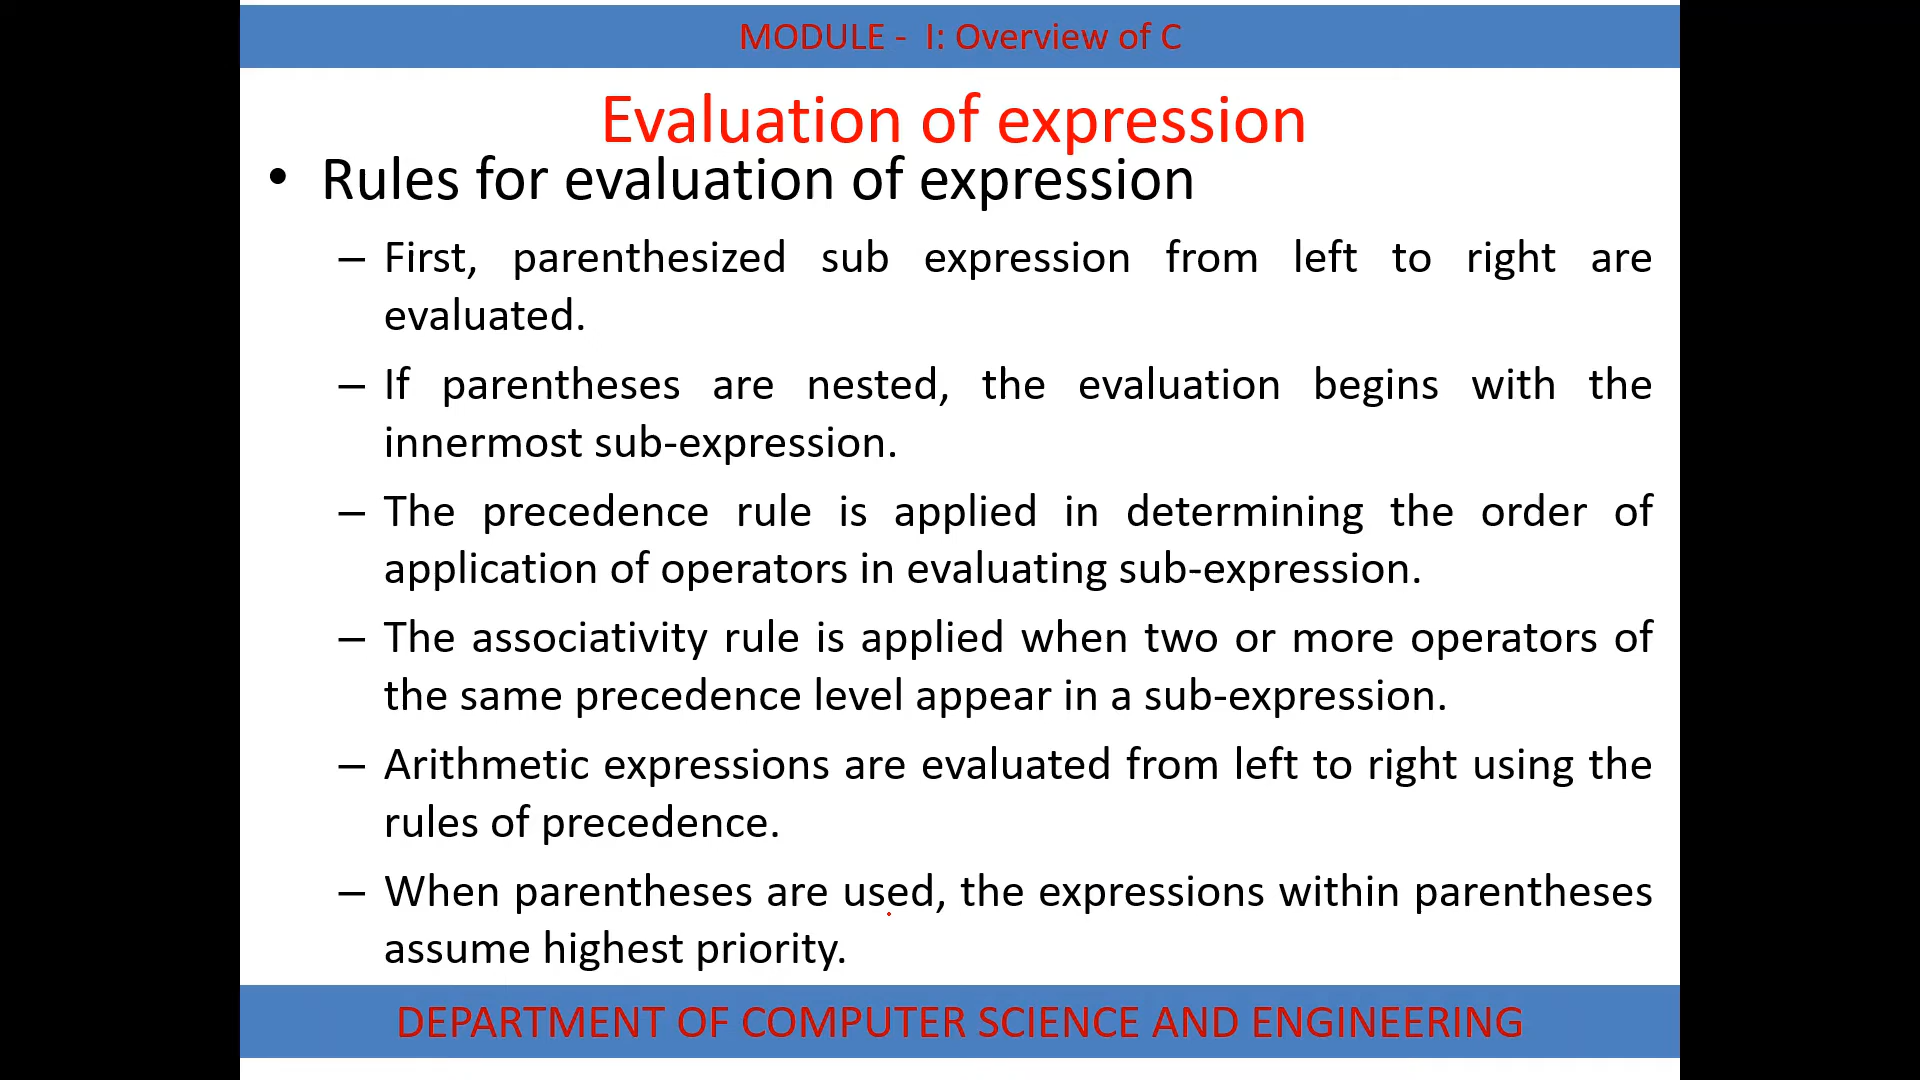 MODULE - I: Overview of C
Evaluation of expression
• Rules for evaluation of expression
– First, parenthesized sub expression from left to right are
evaluated.
– If parentheses are nested, the evaluation begins with the
innermost sub-expression.
– The precedence rule is applied in determining the order of
application of operators in evaluating sub-expression.
– The associativity rule is applied when two or more operators of
the same precedence level appear in a sub-expression.
– Arithmetic expressions are evaluated from left to right using the
rules of precedence.
– When parentheses are used, the expressions within parentheses
assume highest priority.
DEPARTMENT OF COMPUTER SCIENCE AND ENGINEERING